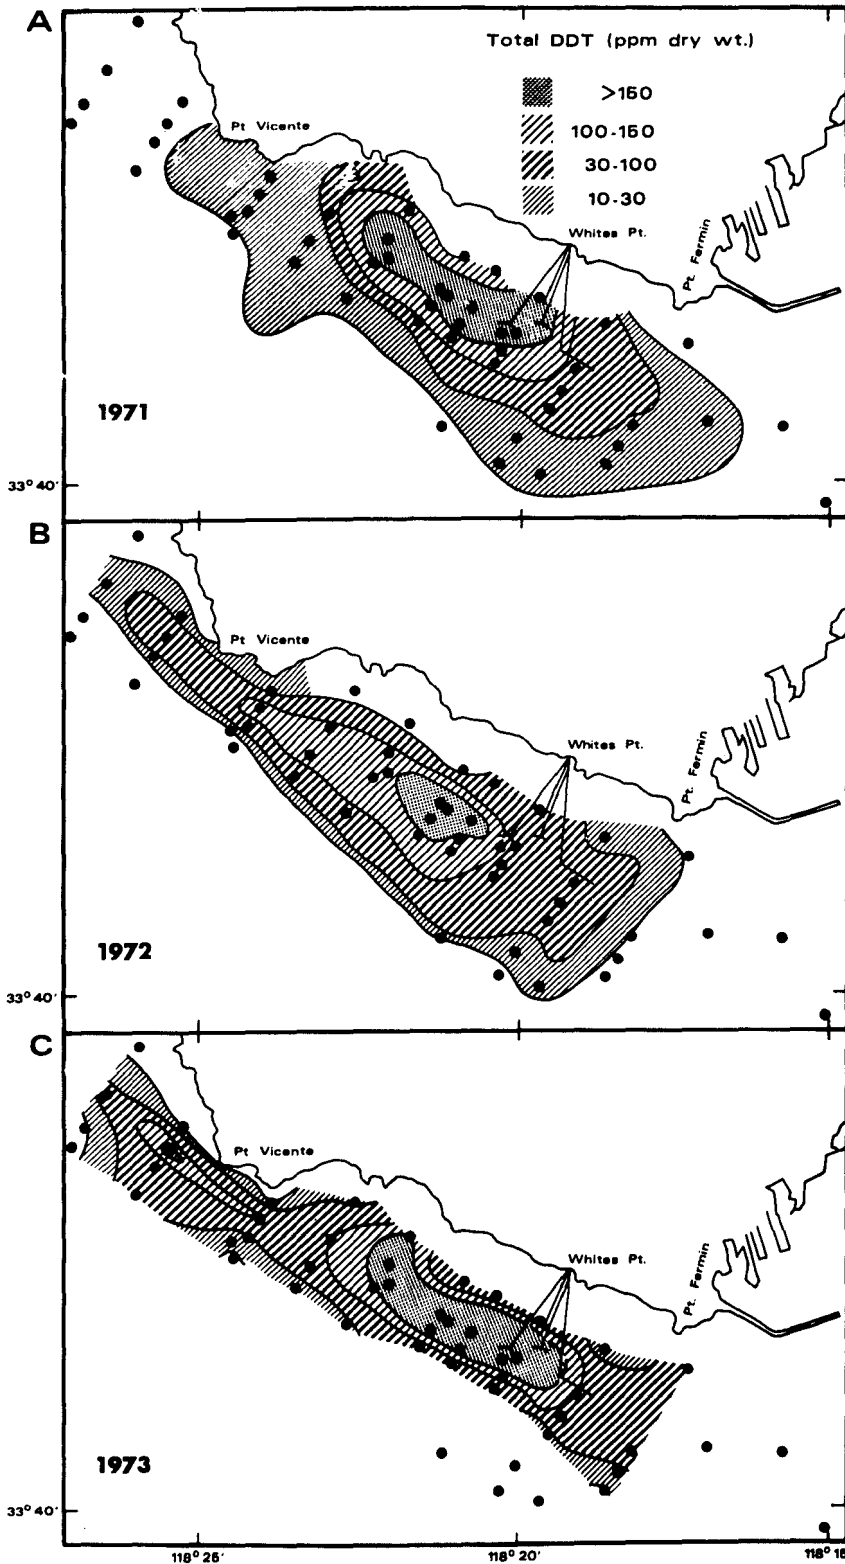 A
Total DDT (ppm dry wt.)
>150
100-150
30-100
10-30
Pt Vicente
Whites Pt.
Pt. Fermin
1971
33°40'
B
Pt Vicente
Whites Pt.
Pt. Fermin
1972
33°40'
C
Pt Vicente
Whites Pt.
Pt. Fermin
1973
33°40'
118°25'
118°20'
118°15